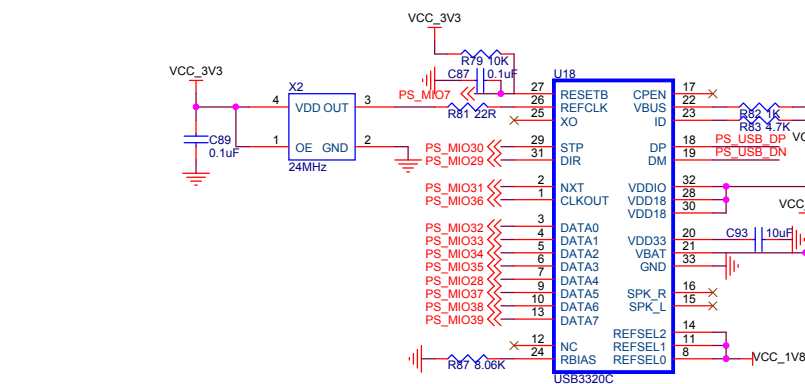 VCC_3V3
R79 10K
C87 0.1uF
U18
VCC_3V3
X2
PS_MIO7
27 RESETB CPEN 17
4 VDD OUT 3
R81 22R
26 REFCLK VBUS 22
R82 1K
25 XO ID 23
R83 4.7K
C89
0.1uF
1 OE GND 2
24MHz
PS_MIO30 29 STP DP 18 PS_USB_DP
PS_MIO29 31 DIR DM 19 PS_USB_DN
PS_MIO31 2 NXT VDDIO 32
PS_MIO36 1 CLKOUT VDD18 28
VDD18 30
PS_MIO32 3 DATA0
PS_MIO33 4 DATA1 VDD33 20 C93 10uF
PS_MIO34 5 DATA2 VBAT 21
PS_MIO35 6 DATA3 GND 33
PS_MIO28 7 DATA4
PS_MIO37 9 DATA5 SPK_R 16
PS_MIO38 10 DATA6 SPK_L 15
PS_MIO39 13 DATA7
REFSEL2 14
12 NC REFSEL1 11
R87 8.06K 24 RBIAS REFSEL0 8 VCC_1V8
USB3320C